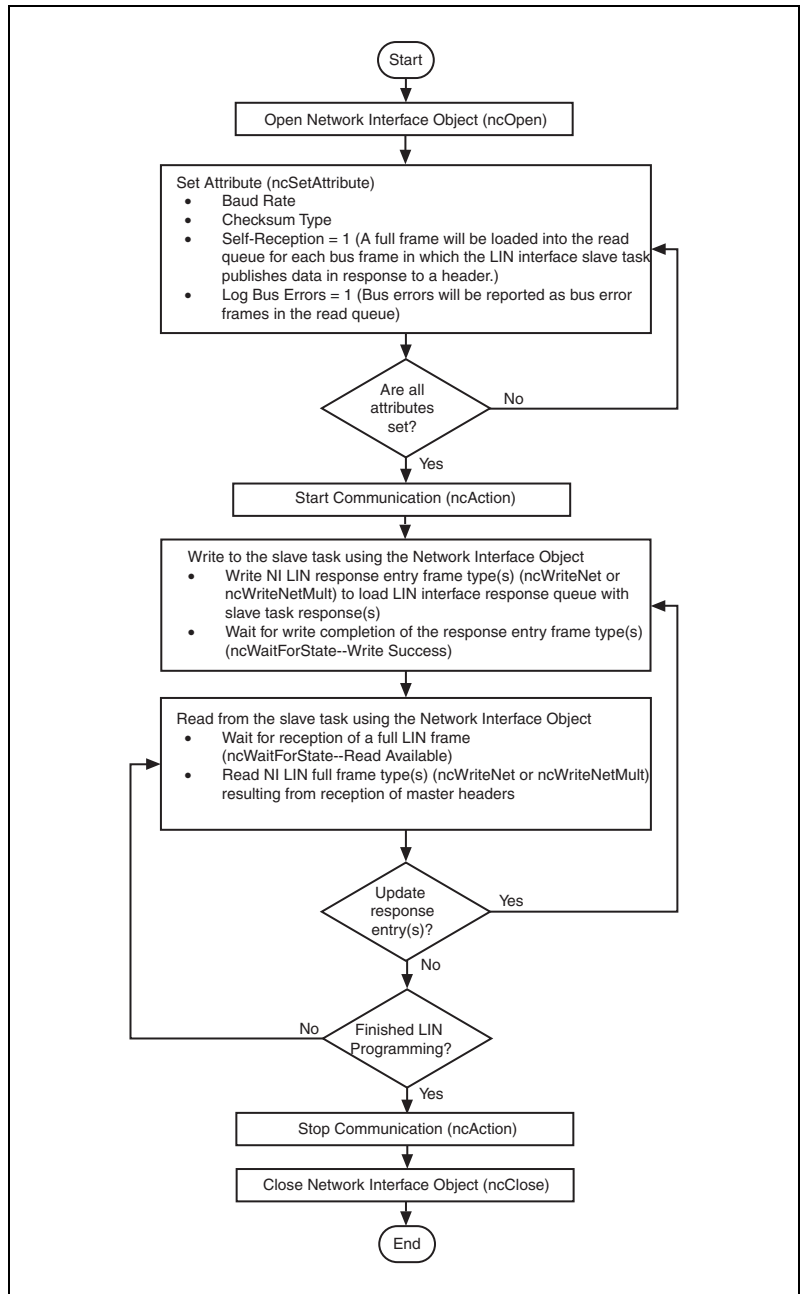 Start
Open Network Interface Object (ncOpen)
Set Attribute (ncSetAttribute)
• Baud Rate
• Checksum Type
• Self-Reception = 1 (A full frame will be loaded into the read
queue for each bus frame in which the LIN interface slave task
publishes data in response to a header.)
• Log Bus Errors = 1 (Bus errors will be reported as bus error
frames in the read queue)
Are all
attributes
set?
No
Yes
Start Communication (ncAction)
Write to the slave task using the Network Interface Object
• Write NI LIN response entry frame type(s) (ncWriteNet or
ncWriteNetMult) to load LIN interface response queue with
slave task response(s)
• Wait for write completion of the response entry frame type(s)
(ncWaitForState--Write Success)
Read from the slave task using the Network Interface Object
• Wait for reception of a full LIN frame
(ncWaitForState--Read Available)
• Read NI LIN full frame type(s) (ncWriteNet or ncWriteNetMult)
resulting from reception of master headers
Update
response
entry(s)?
Yes
No
Finished LIN
Programming?
No
Yes
Stop Communication (ncAction)
Close Network Interface Object (ncClose)
End